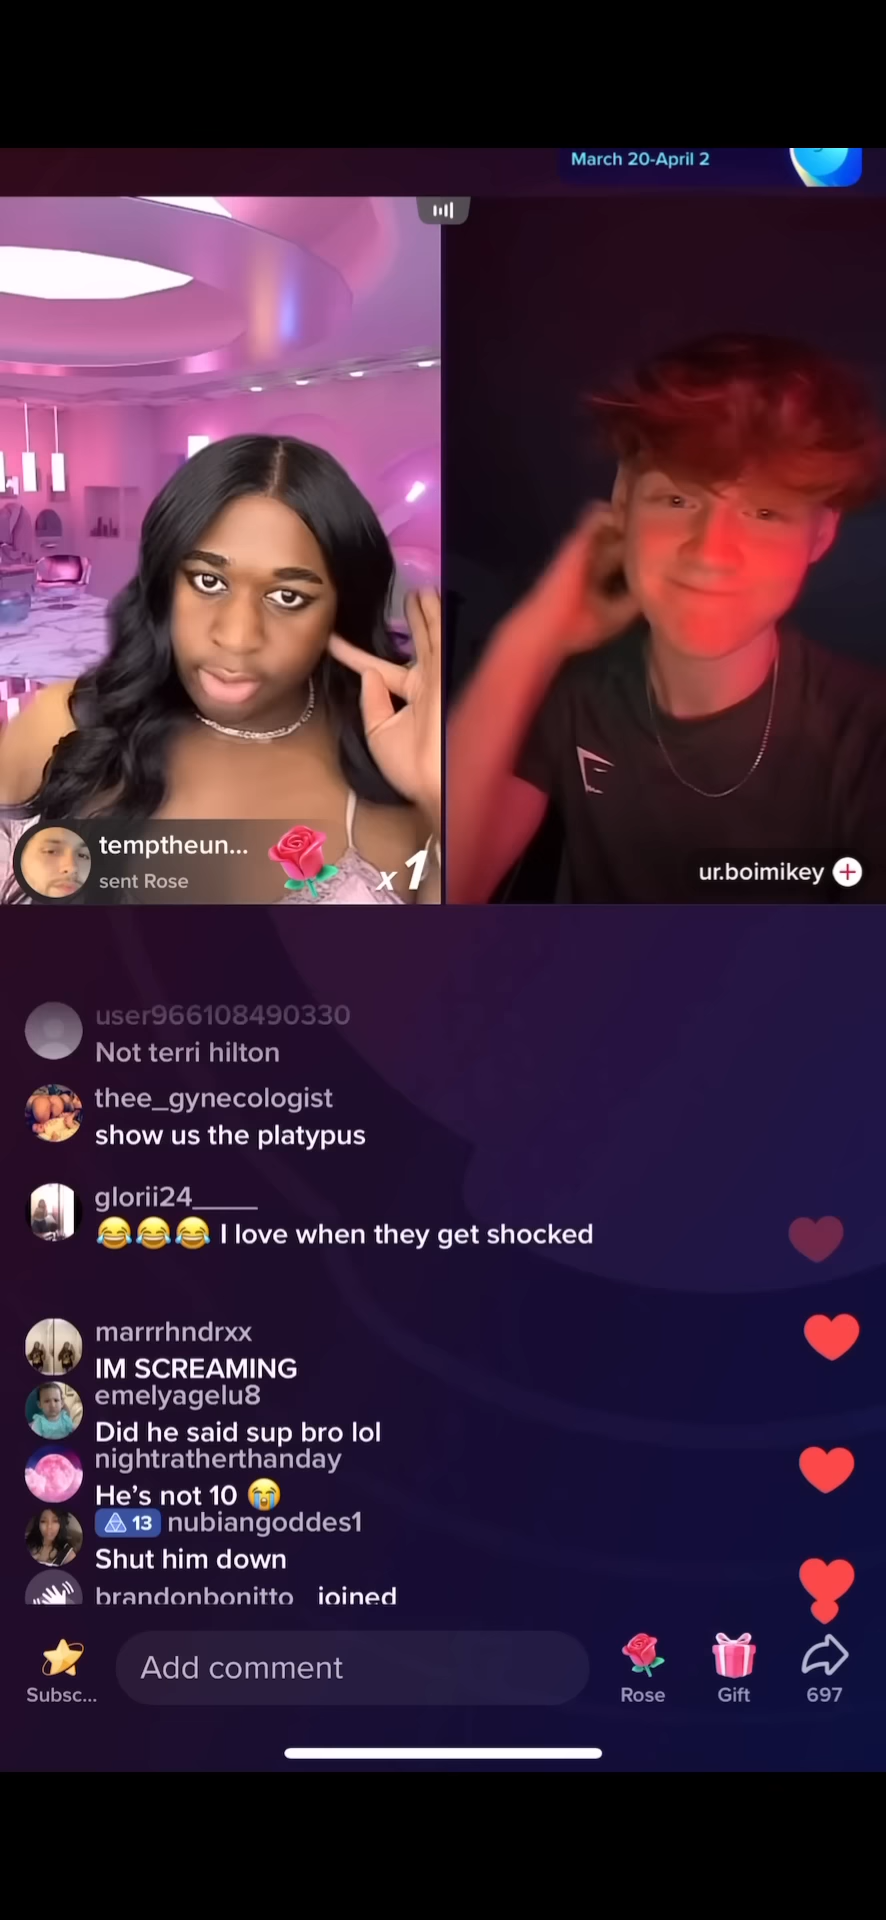 March 20-April 2
temptheun...
sent Rose
x1
ur.boimikey
user966108490330
Not terri hilton
thee_gynecologist
show us the platypus
glorii24____
😂😂😂 I love when they get shocked
marrrhndrxx
IM SCREAMING
emelyagelu8
Did he said sup bro lol
nightratherthanday
He's not 10 😭
13 nubiangoddes1
Shut him down
brandonbonitto joined
Add comment
Subsc...
Rose
Gift
697